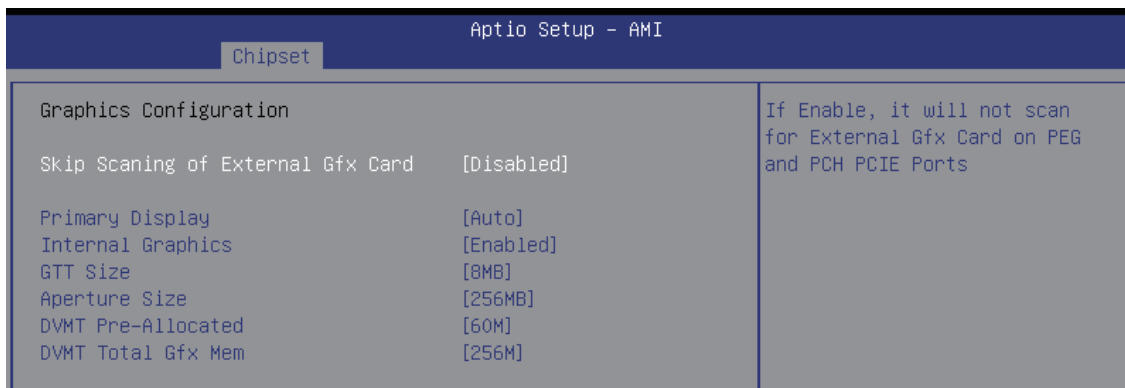 Aptio Setup - AMI
Chipset
Graphics Configuration
Skip Scaning of External Gfx Card [Disabled]
Primary Display [Auto]
Internal Graphics [Enabled]
GTT Size [8MB]
Aperture Size [256MB]
DVMT Pre-Allocated [60M]
DVMT Total Gfx Mem [256M]
If Enable, it will not scan
for External Gfx Card on PEG
and PCH PCIE Ports